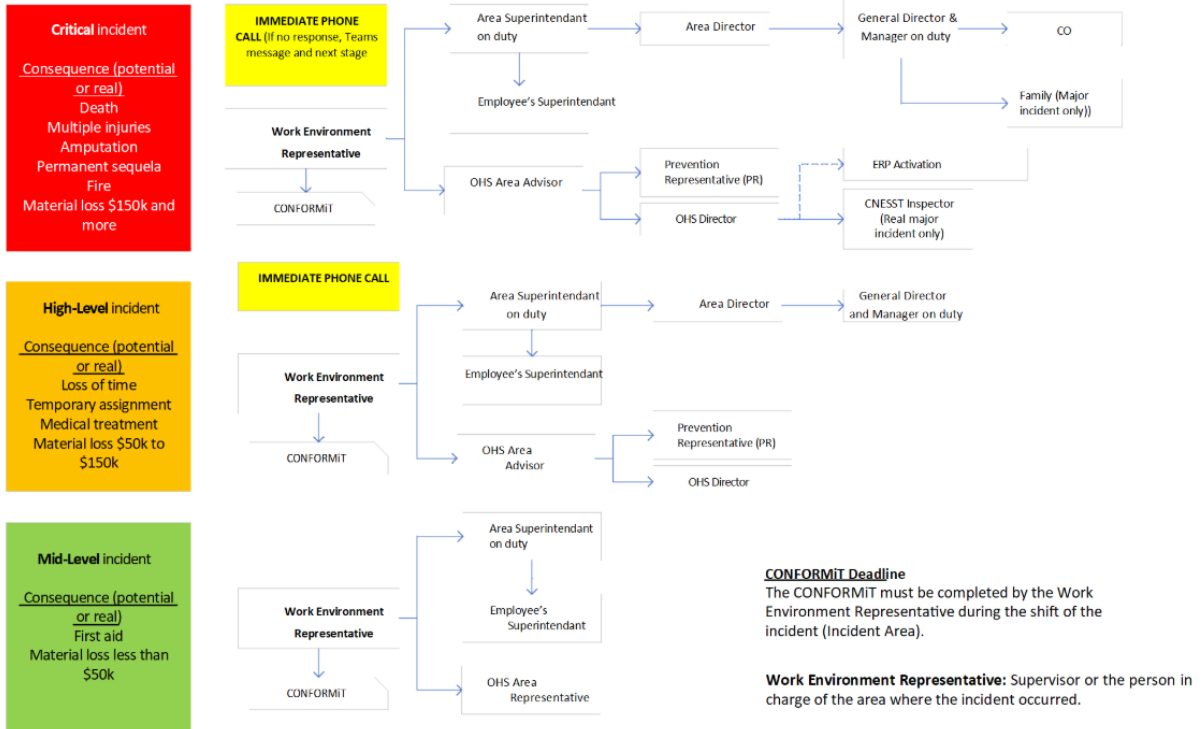 Critical incident
Consequence (potential
or real)
Death
Multiple injuries
Amputation
Permanent sequela
Fire
Material loss $150k and
more
IMMEDIATE PHONE
CALL (If no response, Teams
message and next stage
Work Environment
Representative
CONFORMiT
Area Superintendant
on duty
Employee's Superintendant
OHS Area Advisor
Area Director
Prevention
Representative (PR)
OHS Director
General Director &
Manager on duty
CO
Family (Major
incident only))
ERP Activation
CNESST Inspector
(Real major
incident only)
High-Level incident
Consequence (potential
or real)
Loss of time
Temporary assignment
Medical treatment
Material loss $50k to
$150k
IMMEDIATE PHONE CALL
Work Environment
Representative
CONFORMiT
Area Superintendant
on duty
Employee's Superintendant
OHS Area
Advisor
Area Director
Prevention
Representative (PR)
OHS Director
General Director
and Manager on duty
Mid-Level incident
Consequence (potential
or real)
First aid
Material loss less than
$50k
Work Environment
Representative
CONFORMiT
Area Superintendant
on duty
Employee's
Superintendant
OHS Area
Representative
CONFORMiT Deadline
The CONFORMiT must be completed by the Work
Environment Representative during the shift of the
incident (Incident Area).
Work Environment Representative: Supervisor or the person in
charge of the area where the incident occurred.